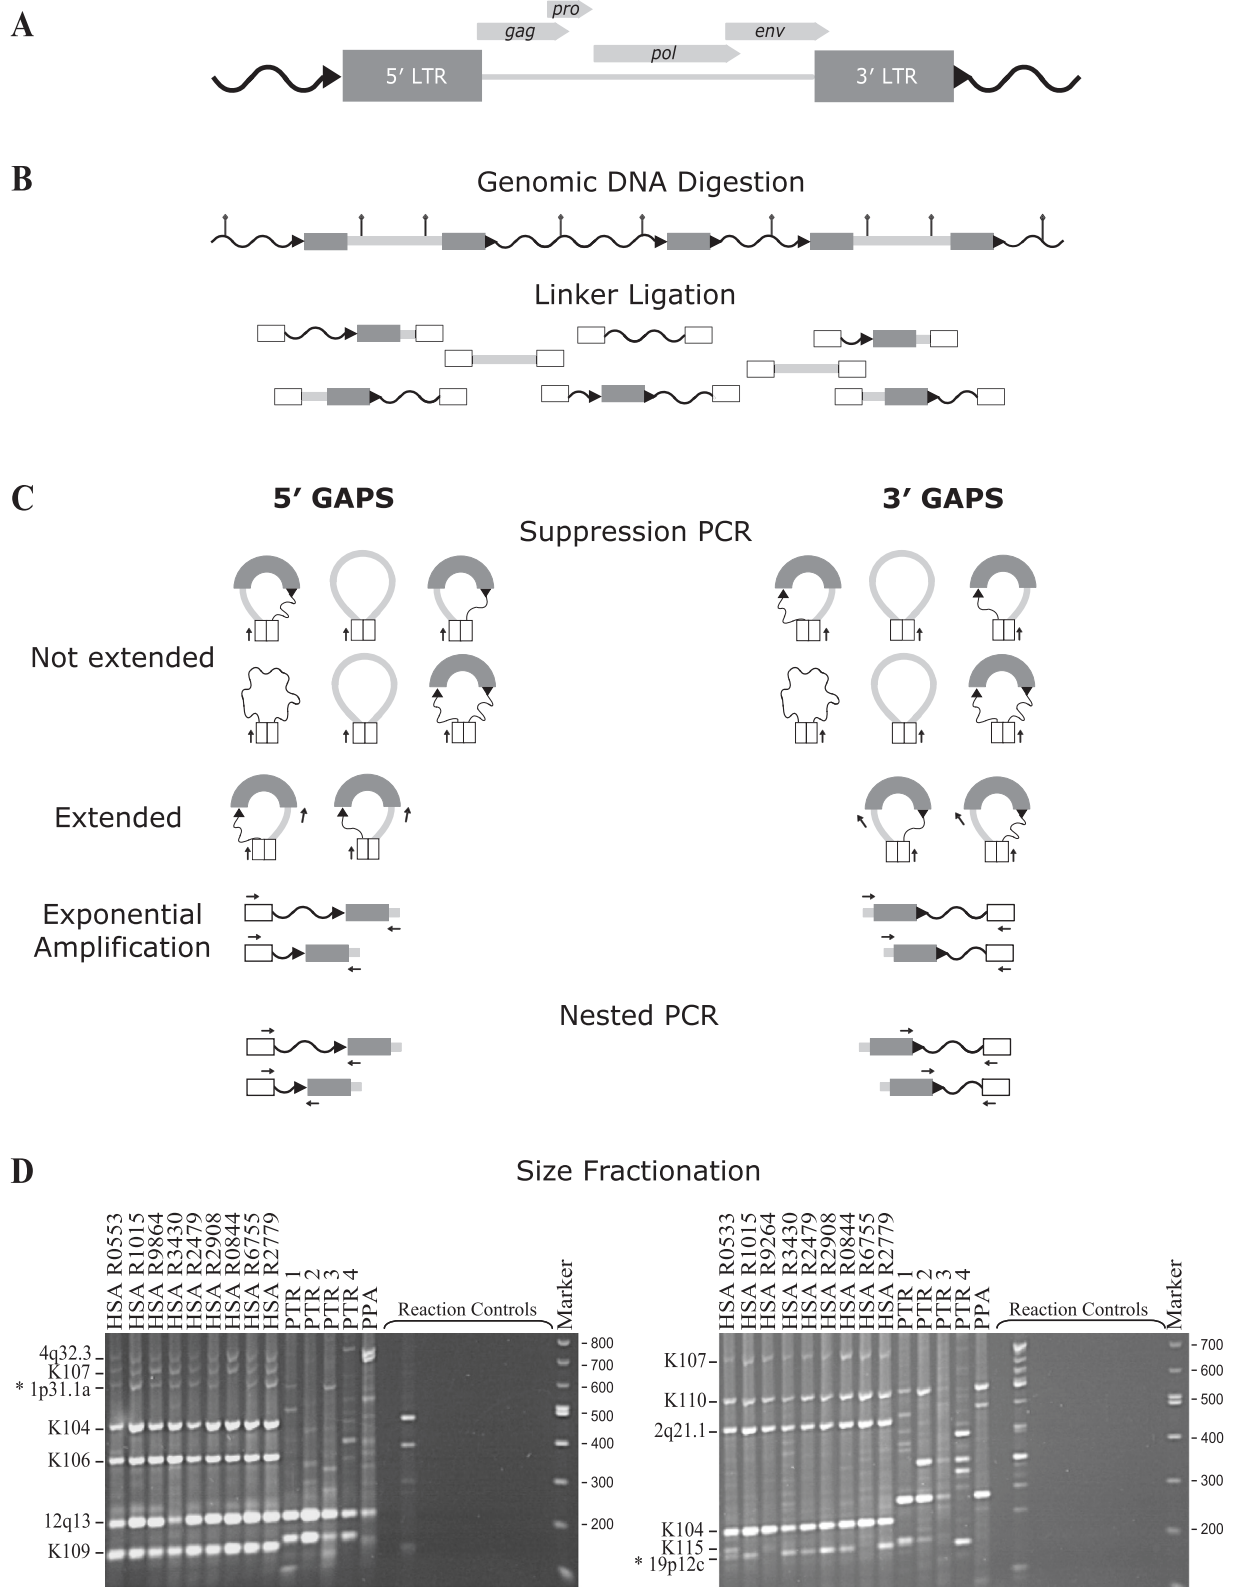 A
pro
gag
env
pol
5′ LTR
3′ LTR
B
Genomic DNA Digestion
Linker Ligation
C
5′ GAPS
3′ GAPS
Suppression PCR
Not extended
Extended
Exponential
Amplification
Nested PCR
D
Size Fractionation
HSA R0553
HSA R1015
HSA R9864
HSA R3430
HSA R2479
HSA R2908
HSA R0844
HSA R6755
HSA R2779
PTR 1
PTR 2
PTR 3
PTR 4
PPA
Reaction Controls
Marker
4q32.3
K107
* 1p31.1a
K104
K106
12q13
K109
800
700
600
500
400
300
200
HSA R0533
HSA R1015
HSA R9264
HSA R3430
HSA R2479
HSA R2908
HSA R0844
HSA R6755
HSA R2779
PTR 1
PTR 2
PTR 3
PTR 4
PPA
Reaction Controls
Marker
K107
K110
2q21.1
K104
K115
* 19p12c
700
600
500
400
300
200